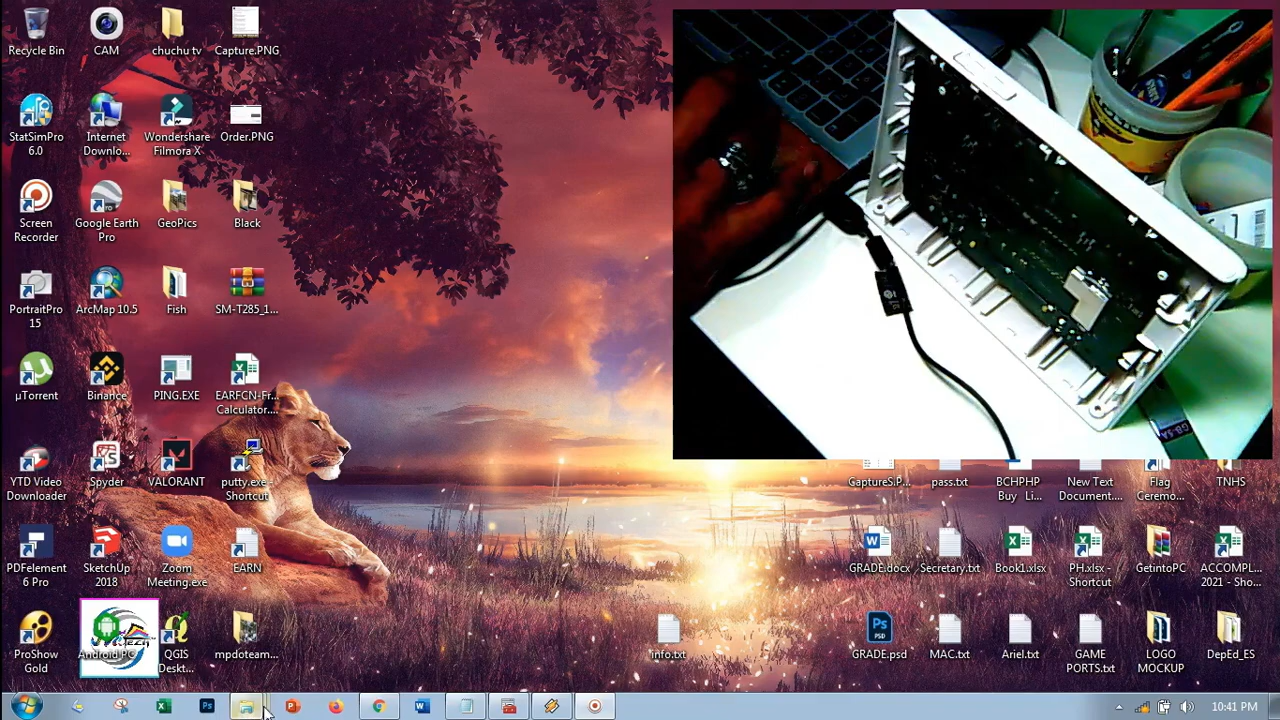 Recycle Bin
CAM
chuchu tv
Capture.PNG
StatSimPro
6.0
Internet
Downlo...
Wondershare
Filmora X
Order.PNG
Screen
Recorder
Google Earth
Pro
GeoPics
Black
PortraitPro
15
ArcMap 10.5
Fish
SM-T285_1...
µTorrent
Binance
PING.EXE
EARFCN-Fr...
Calculator....
YTD Video
Downloader
Spyder
VALORANT
putty.exe -
Shortcut
CaptureS.P...
pass.txt
BCHPHP
Buy Li...
New Text
Document....
Flag
Ceremo...
TNHS
PDFelement
6 Pro
SketchUp
2018
Zoom
Meeting.exe
EARN
GRADE.docx
Secretary.txt
Book1.xlsx
PH.xlsx -
Shortcut
GetintoPC
ACCOMPL...
2021 - Sho...
ProShow
Gold
Android PC
QGIS
Deskt...
mpdoteam...
info.txt
GRADE.psd
MAC.txt
Ariel.txt
GAME
PORTS.txt
LOGO
MOCKUP
DepEd_ES
10:41 PM